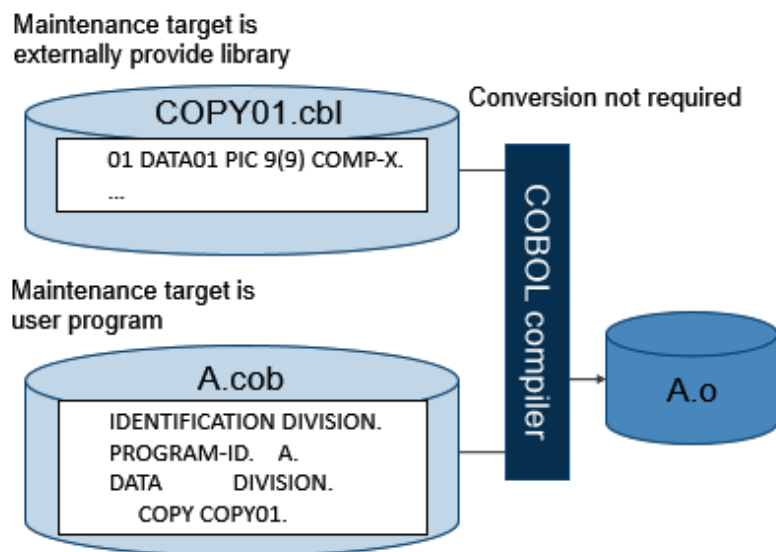 Maintenance target is
externally provide library
COPY01.cbl
Conversion not required
01 DATA01 PIC 9(9) COMP-X.
...
COBOL compiler
Maintenance target is
user program
A.cob
IDENTIFICATION DIVISION.
PROGRAM-ID. A.
DATA DIVISION.
COPY COPY01.
A.o